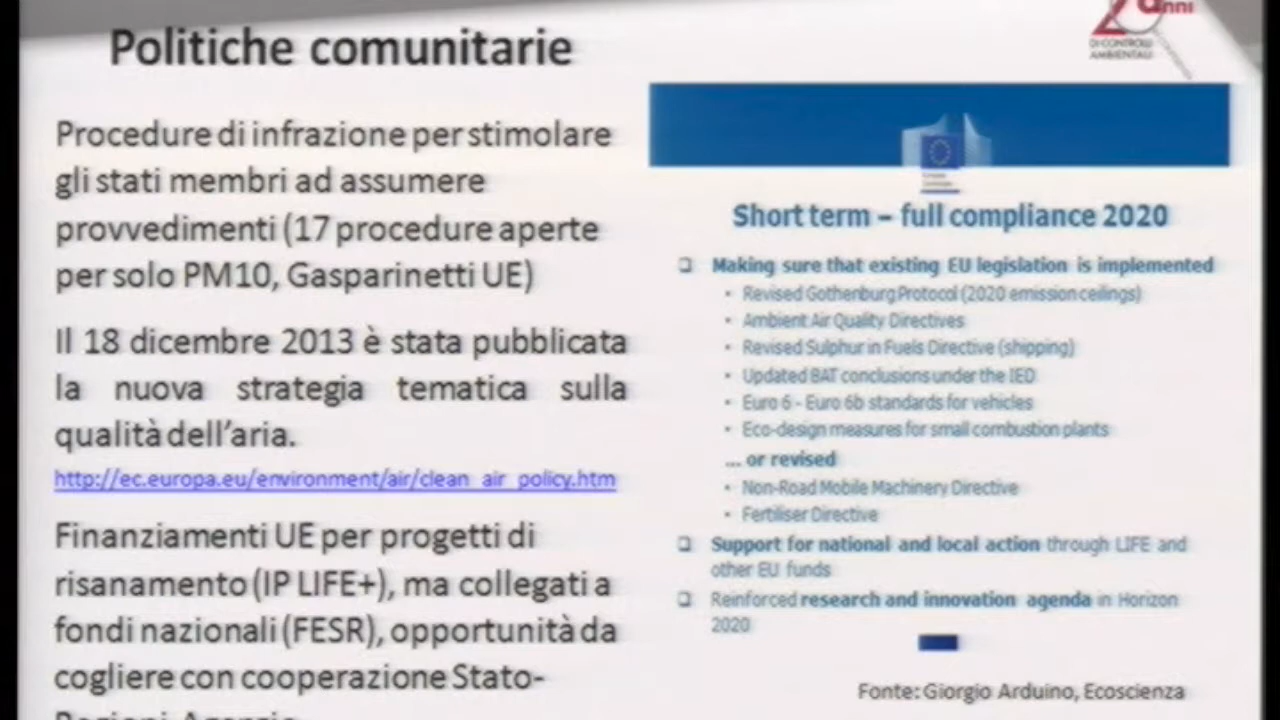 Politiche comunitarie
anni
DI CONTROLLI
AMBIENTALI
Procedure di infrazione per stimolare
gli stati membri ad assumere
provvedimenti (17 procedure aperte
per solo PM10, Gasparinetti UE)
Il 18 dicembre 2013 è stata pubblicata
la nuova strategia tematica sulla
qualità dell'aria.
http://ec.europa.eu/environment/air/clean_air_policy.htm
Finanziamenti UE per progetti di
risanamento (IP LIFE+), ma collegati a
fondi nazionali (FESR), opportunità da
cogliere con cooperazione Stato-
Short term – full compliance 2020
Making sure that existing EU legislation is implemented
• Revised Gothenburg Protocol (2020 emission ceilings)
• Ambient Air Quality Directives
• Revised Sulphur in Fuels Directive (shipping)
• Updated BAT conclusions under the IED
• Euro 6 - Euro 6b standards for vehicles
• Eco-design measures for small combustion plants
... or revised
• Non-Road Mobile Machinery Directive
• Fertiliser Directive
Support for national and local action through LIFE and
other EU funds
Reinforced research and innovation agenda in Horizon
2020
Fonte: Giorgio Arduino, Ecoscienza